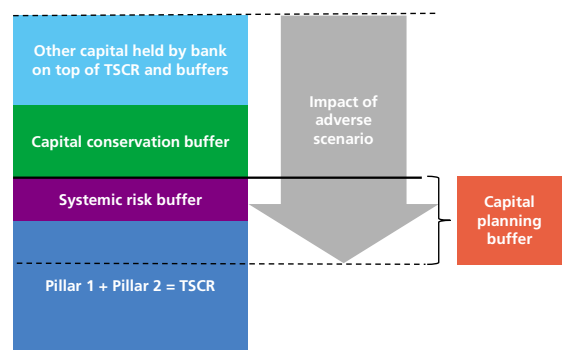 Other capital held by bank
on top of TSCR and buffers
Capital conservation buffer
Systemic risk buffer
Pillar 1 + Pillar 2 = TSCR
Impact of
adverse
scenario
Capital
planning
buffer